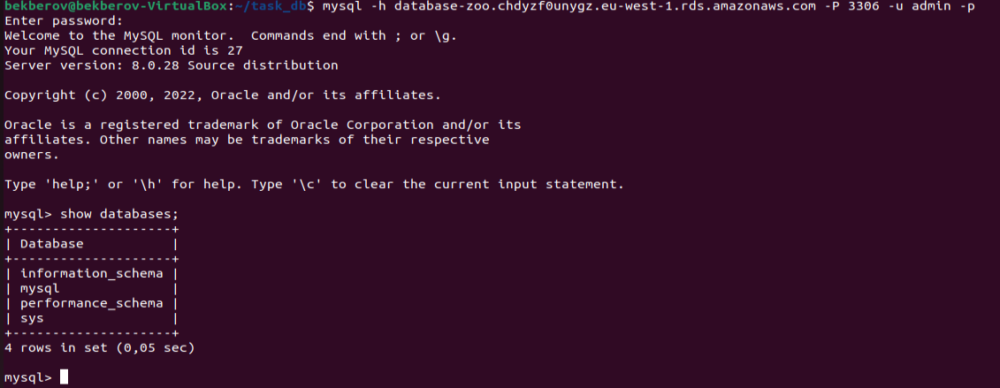 bekberov@bekberov-VirtualBox:~/task_db$ mysql -h database-zoo.chdyzf0unygz.eu-west-1.rds.amazonaws.com -P 3306 -u admin -p
Enter password:
Welcome to the MySQL monitor.  Commands end with ; or \g.
Your MySQL connection id is 27
Server version: 8.0.28 Source distribution

Copyright (c) 2000, 2022, Oracle and/or its affiliates.

Oracle is a registered trademark of Oracle Corporation and/or its
affiliates. Other names may be trademarks of their respective
owners.

Type 'help;' or '\h' for help. Type '\c' to clear the current input statement.

mysql> show databases;
+--------------------+
| Database           |
+--------------------+
| information_schema |
| mysql              |
| performance_schema |
| sys                |
+--------------------+
4 rows in set (0,05 sec)

mysql>